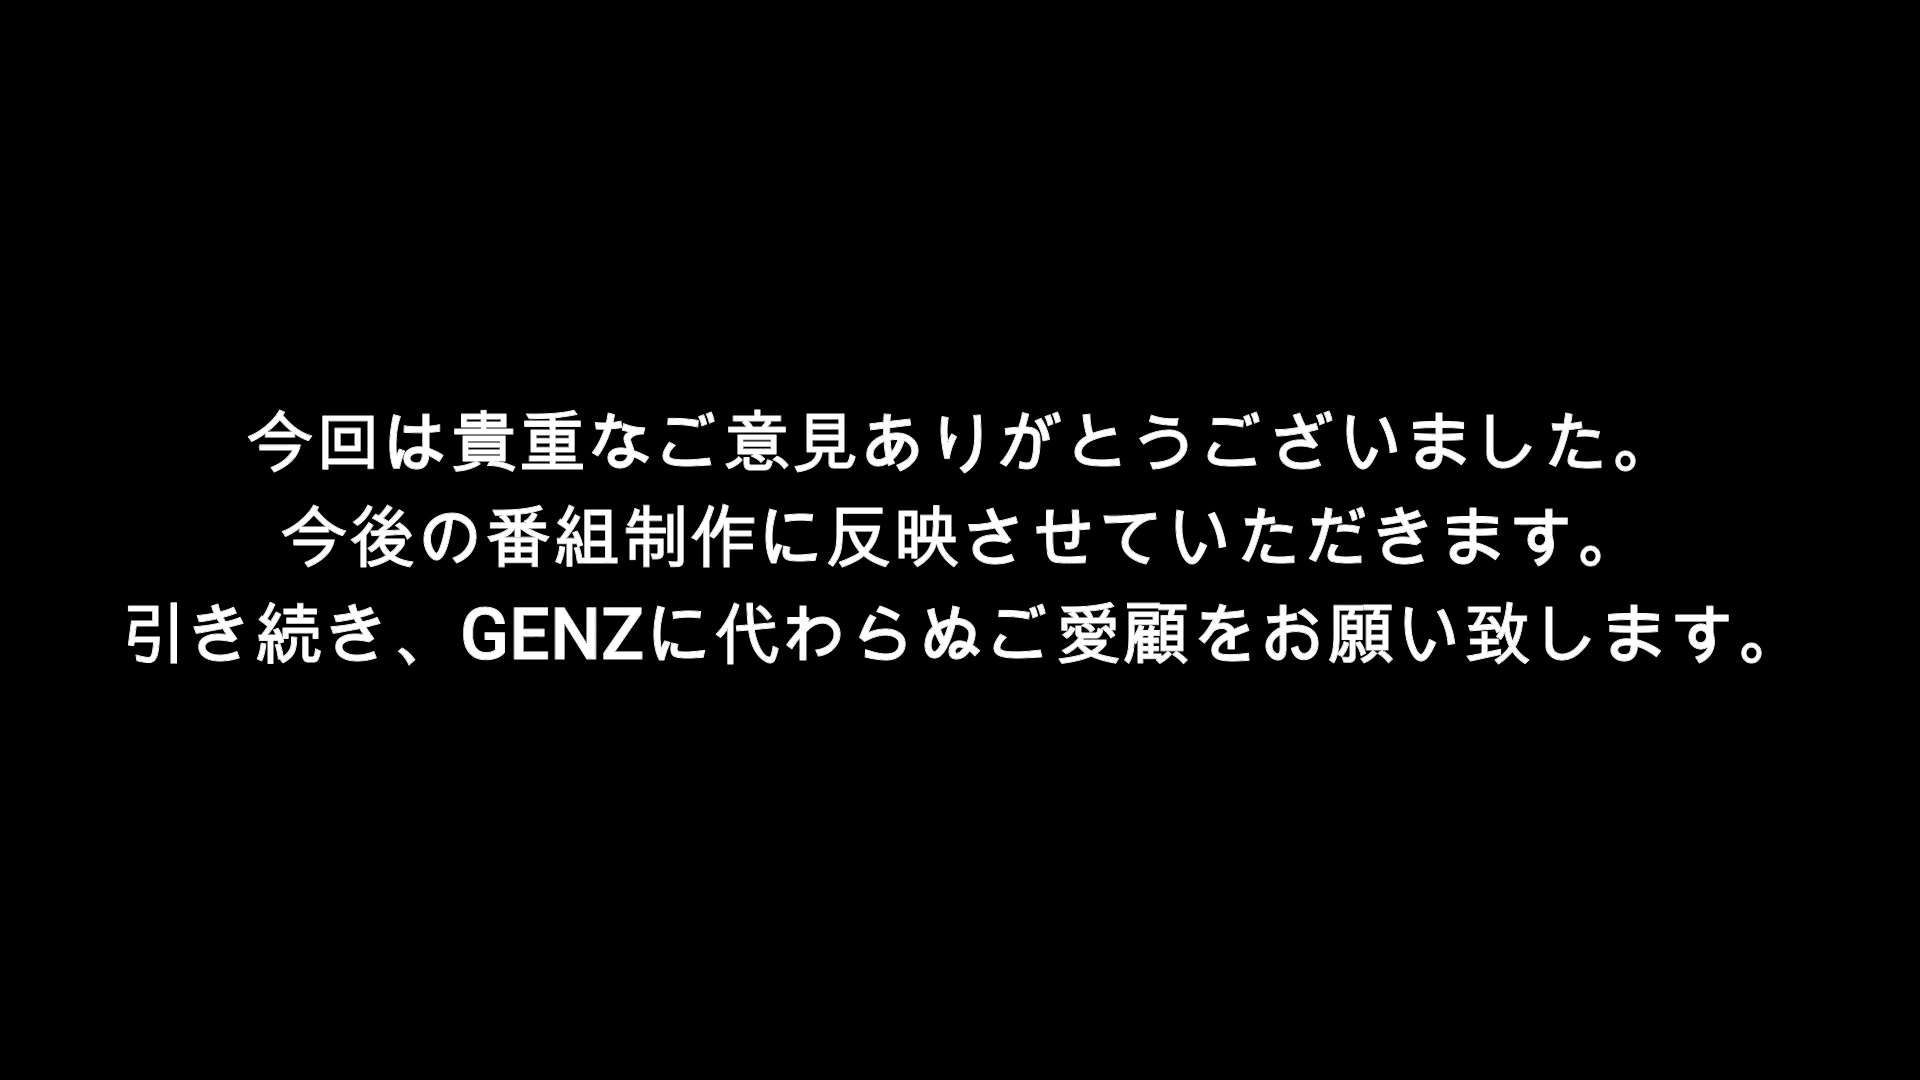 今回は貴重なご意見ありがとうございました。
今後の番組制作に反映させていただきます。
引き続き、GENZに代わらぬご愛顧をお願い致します。